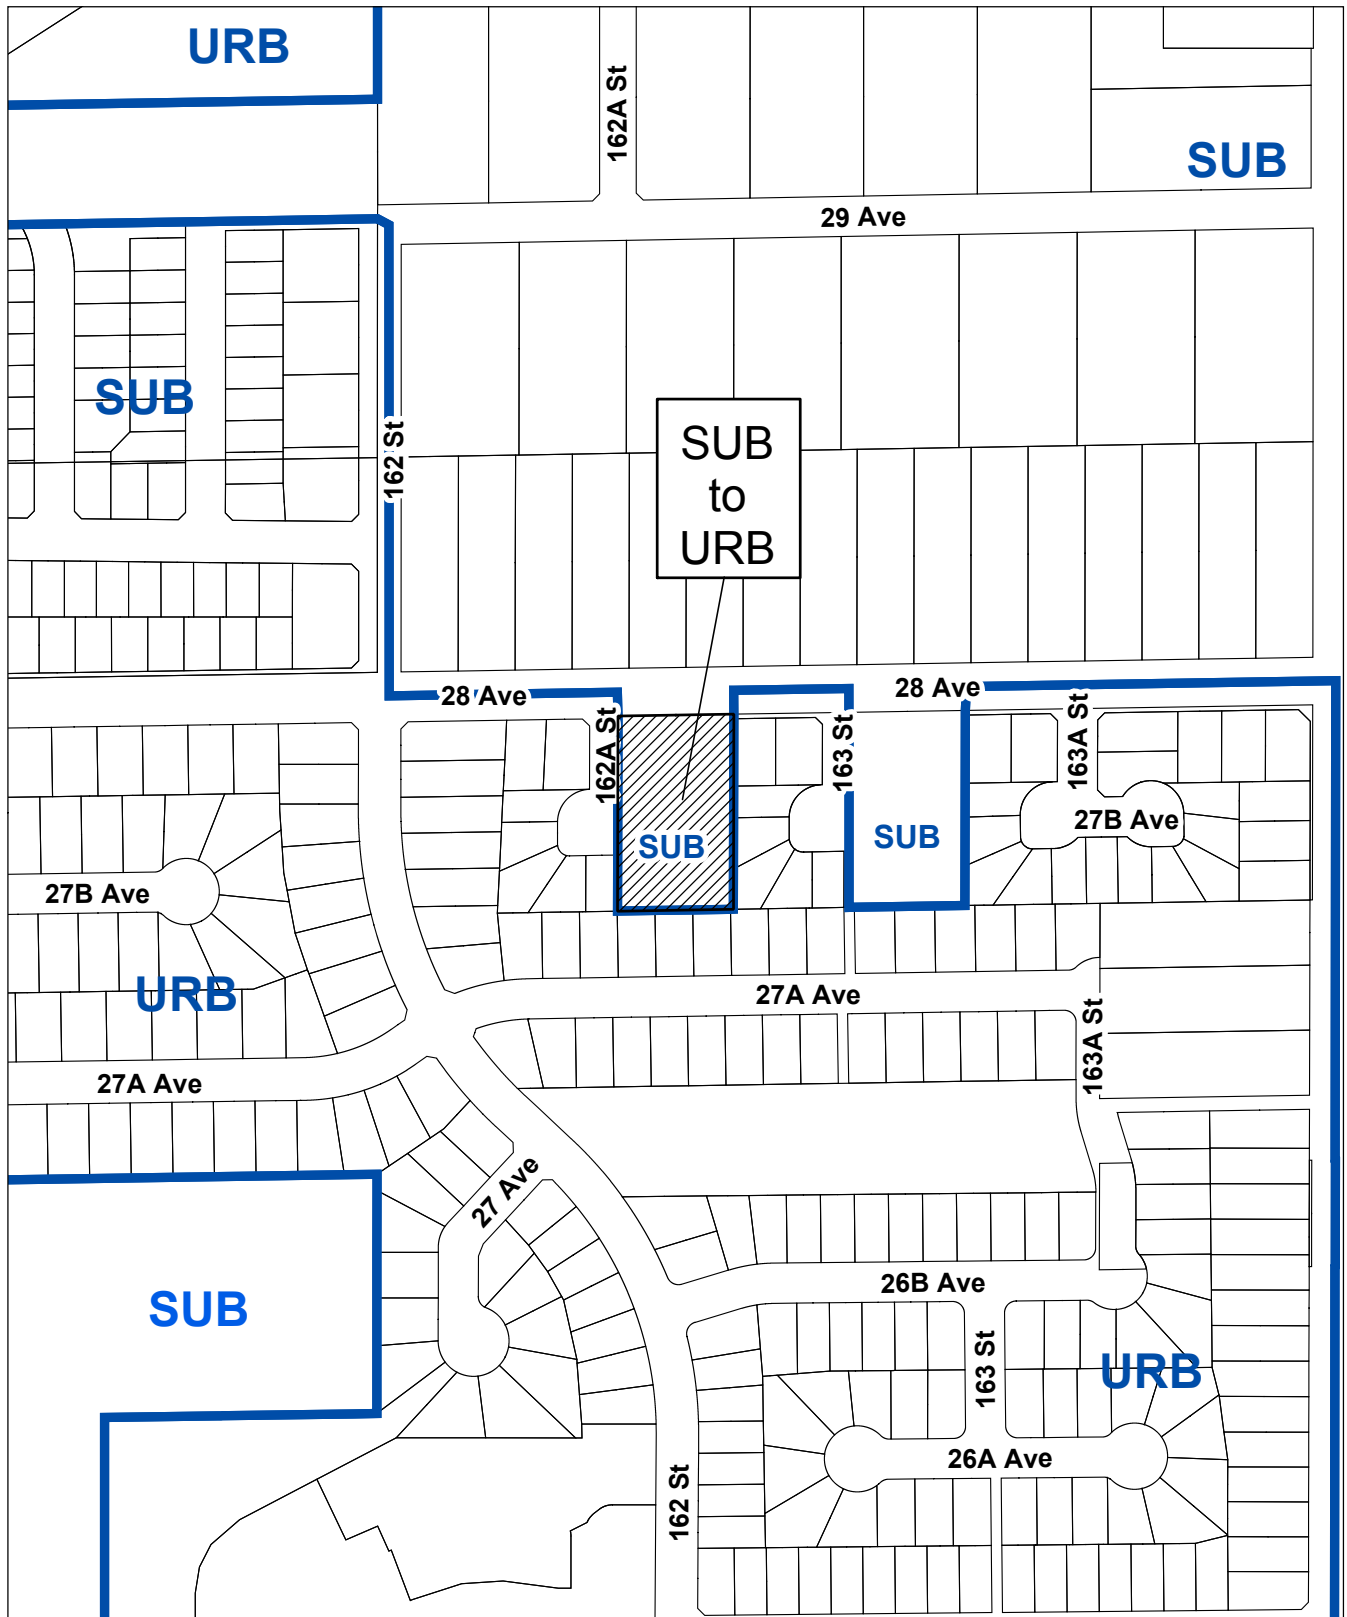 URB
162A St
SUB
29 Ave
SUB
162 St
SUB
to
URB
28 Ave
28 Ave
162A St
163 St
163A St
SUB
SUB
27B Ave
27B Ave
URB
27A Ave
163A St
27A Ave
27 Ave
SUB
26B Ave
163 St
URB
26A Ave
162 St